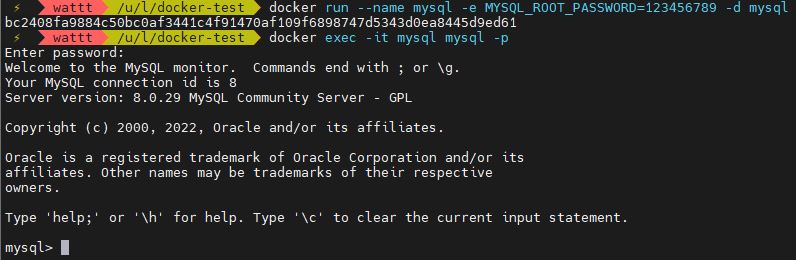 ⚡ wattt /u/l/docker-test docker run --name mysql -e MYSQL_ROOT_PASSWORD=123456789 -d mysql
bc2408fa9884c50bc0af3441c4f91470af109f6898747d5343d0ea8445d9ed61
⚡ wattt /u/l/docker-test docker exec -it mysql mysql -p
Enter password:
Welcome to the MySQL monitor.  Commands end with ; or \g.
Your MySQL connection id is 8
Server version: 8.0.29 MySQL Community Server - GPL
Copyright (c) 2000, 2022, Oracle and/or its affiliates.
Oracle is a registered trademark of Oracle Corporation and/or its
affiliates. Other names may be trademarks of their respective
owners.
Type 'help;' or '\h' for help. Type '\c' to clear the current input statement.
mysql>